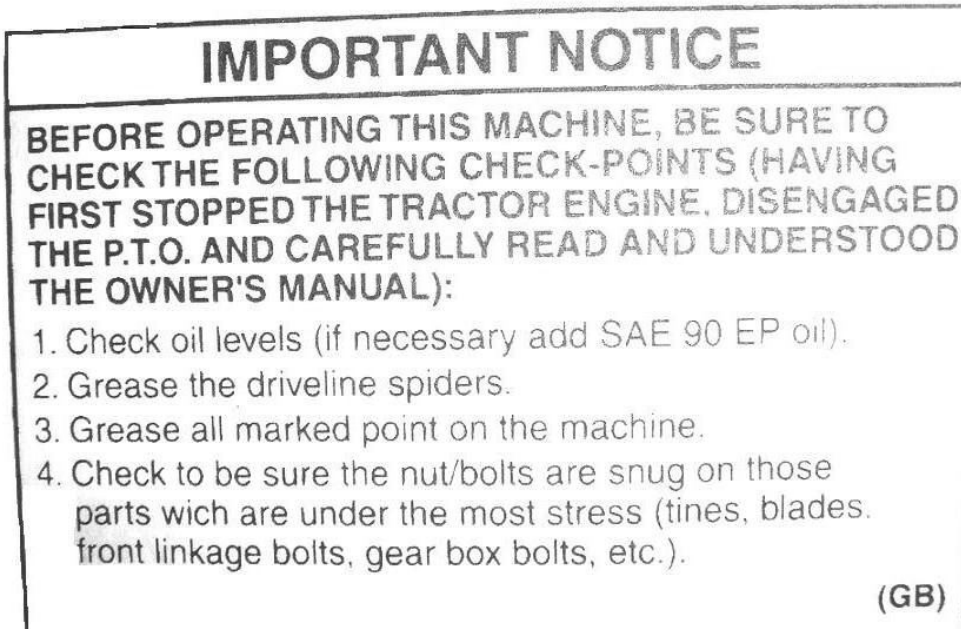 IMPORTANT NOTICE
BEFORE OPERATING THIS MACHINE, BE SURE TO
CHECK THE FOLLOWING CHECK-POINTS (HAVING
FIRST STOPPED THE TRACTOR ENGINE, DISENGAGED
THE P.T.O. AND CAREFULLY READ AND UNDERSTOOD
THE OWNER'S MANUAL):
1. Check oil levels (if necessary add SAE 90 EP oil).
2. Grease the driveline spiders.
3. Grease all marked point on the machine.
4. Check to be sure the nut/bolts are snug on those
parts wich are under the most stress (tines, blades.
front linkage bolts, gear box bolts, etc.).
(GB)